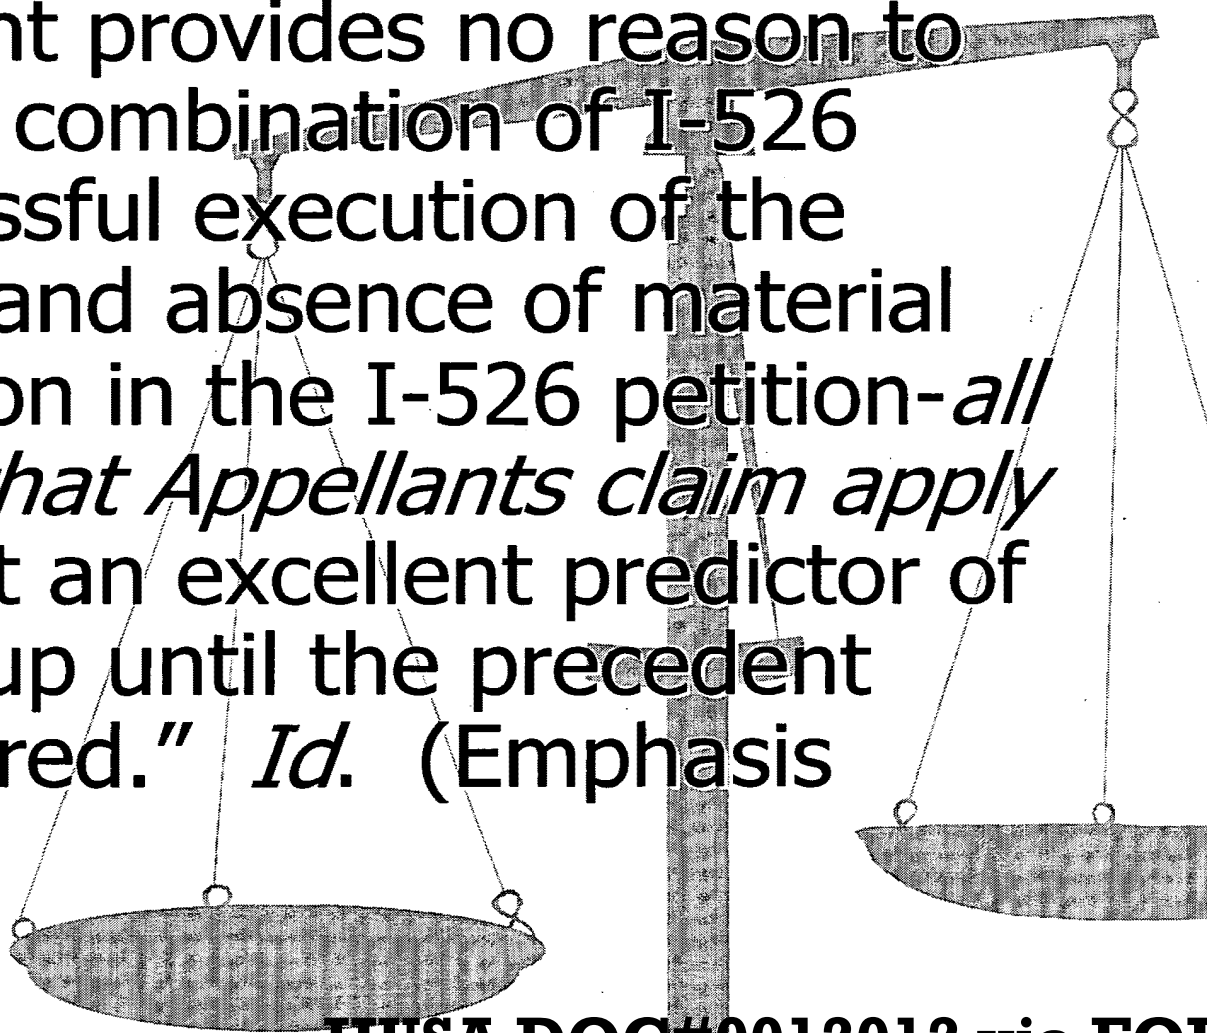 nt provides no reason to
combination of I-526
ssful execution of the
and absence of material
on in the I-526 petition-all
hat Appellants claim apply
t an excellent predictor of
up until the precedent
red.” Id. (Emphasis